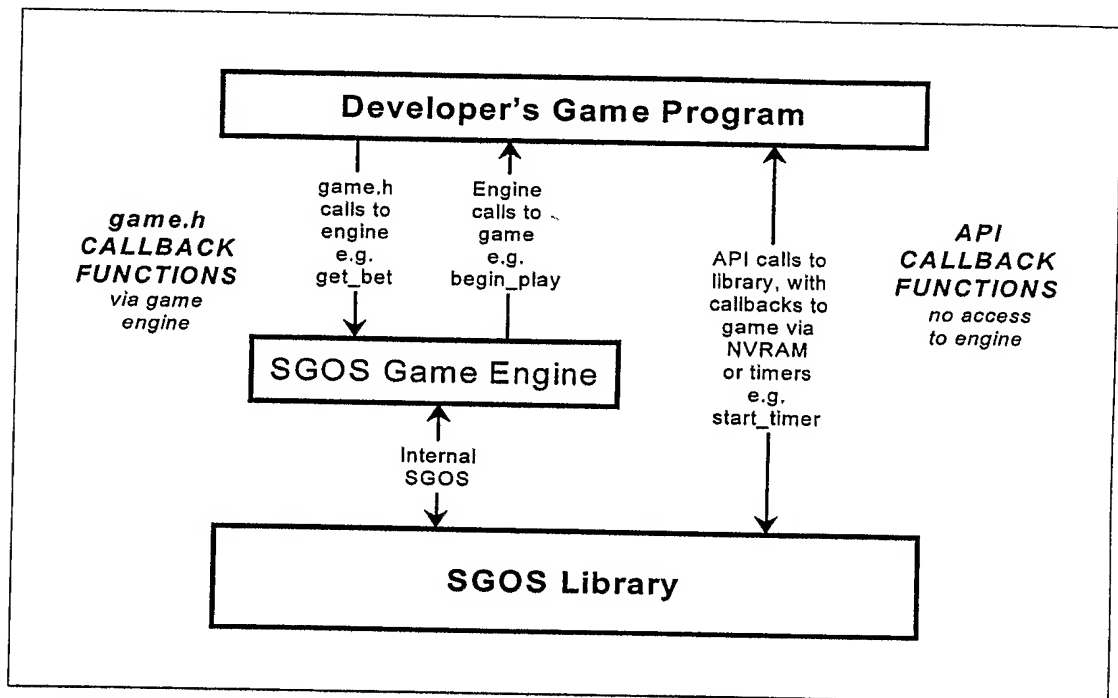 Developer's Game Program
game.h
CALLBACK
FUNCTIONS
via game
engine
game.h
calls to
engine
e.g.
get_bet
Engine
calls to
game
e.g.
begin_play
API calls to
library, with
callbacks to
game via
NVRAM
or timers
e.g.
start_timer
API
CALLBACK
FUNCTIONS
no access
to engine
SGOS Game Engine
Internal
SGOS
SGOS Library